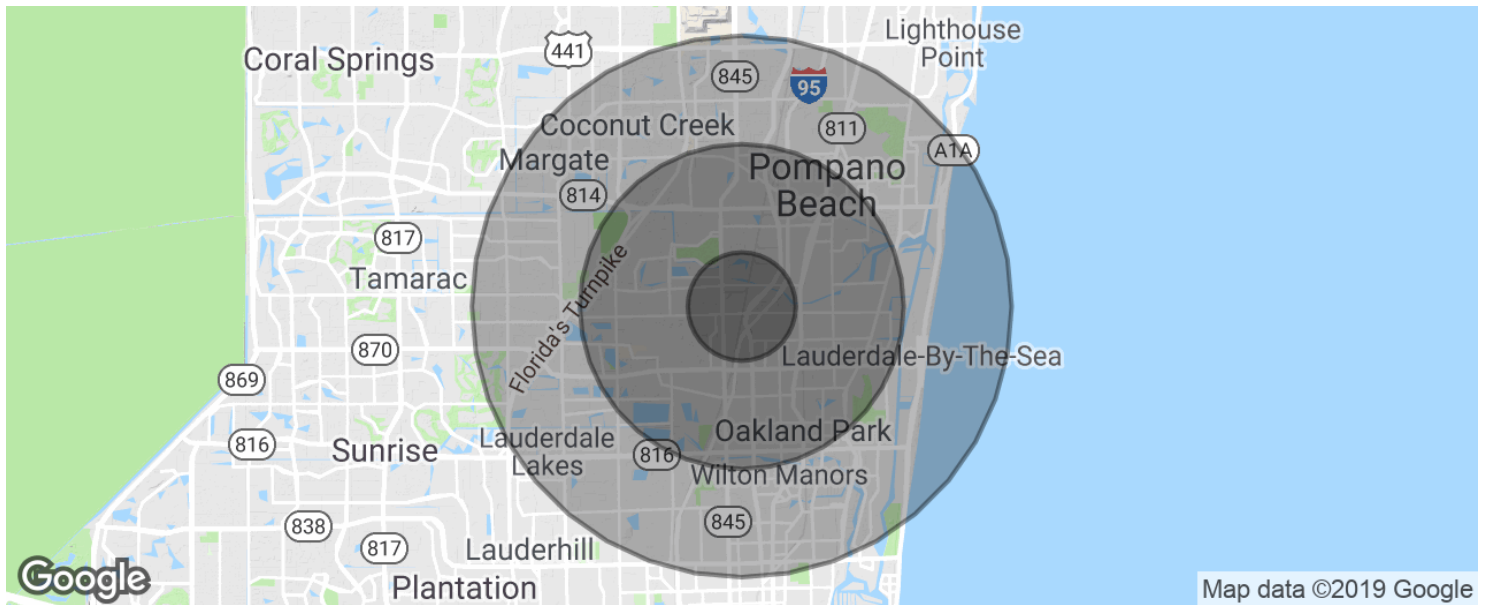 Lighthouse
Point
Coral Springs
441
845
95
Coconut Creek
811
Margate
A1A
Pompano
Beach
814
817
Tamarac
Florida's Turnpike
870
Lauderdale-By-The-Sea
869
Oakland Park
816
Sunrise
Lauderdale
Lakes
816
Wilton Manors
838
845
817
Lauderhill
Google
Plantation
Map data ©2019 Google